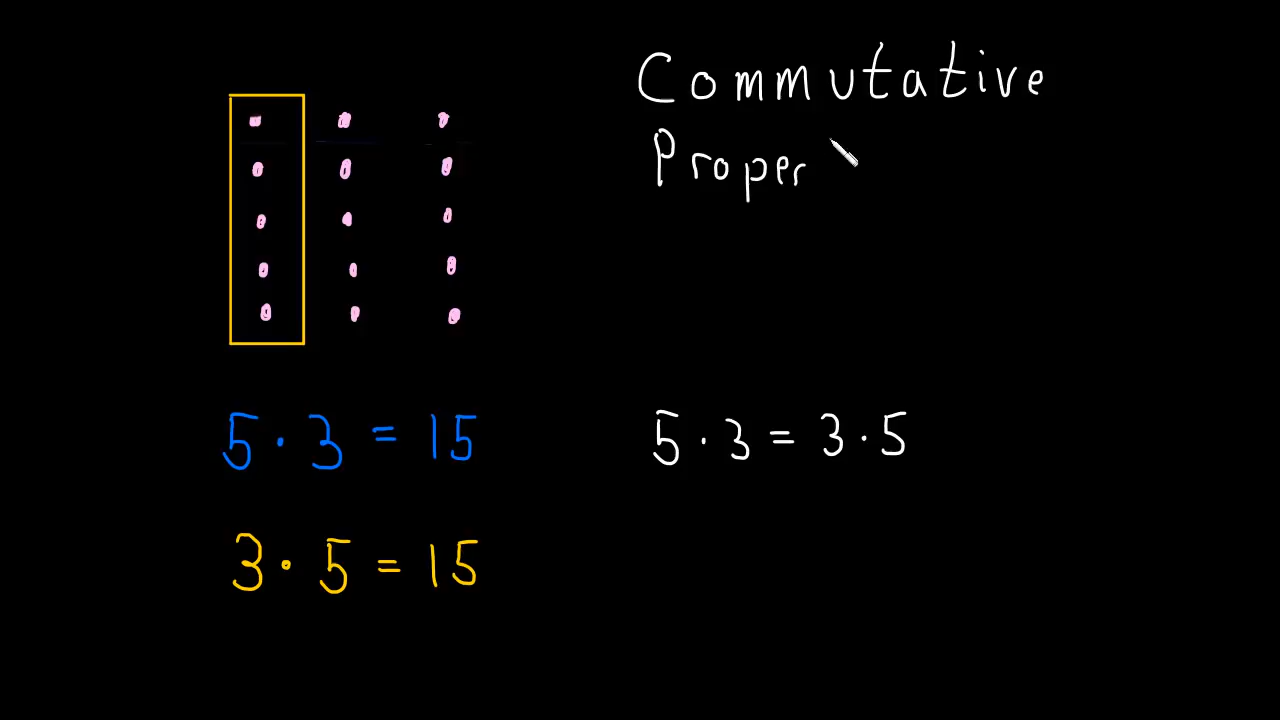 Commutative
Proper
5 · 3 = 15
5 · 3 = 3 · 5
3 · 5 = 15